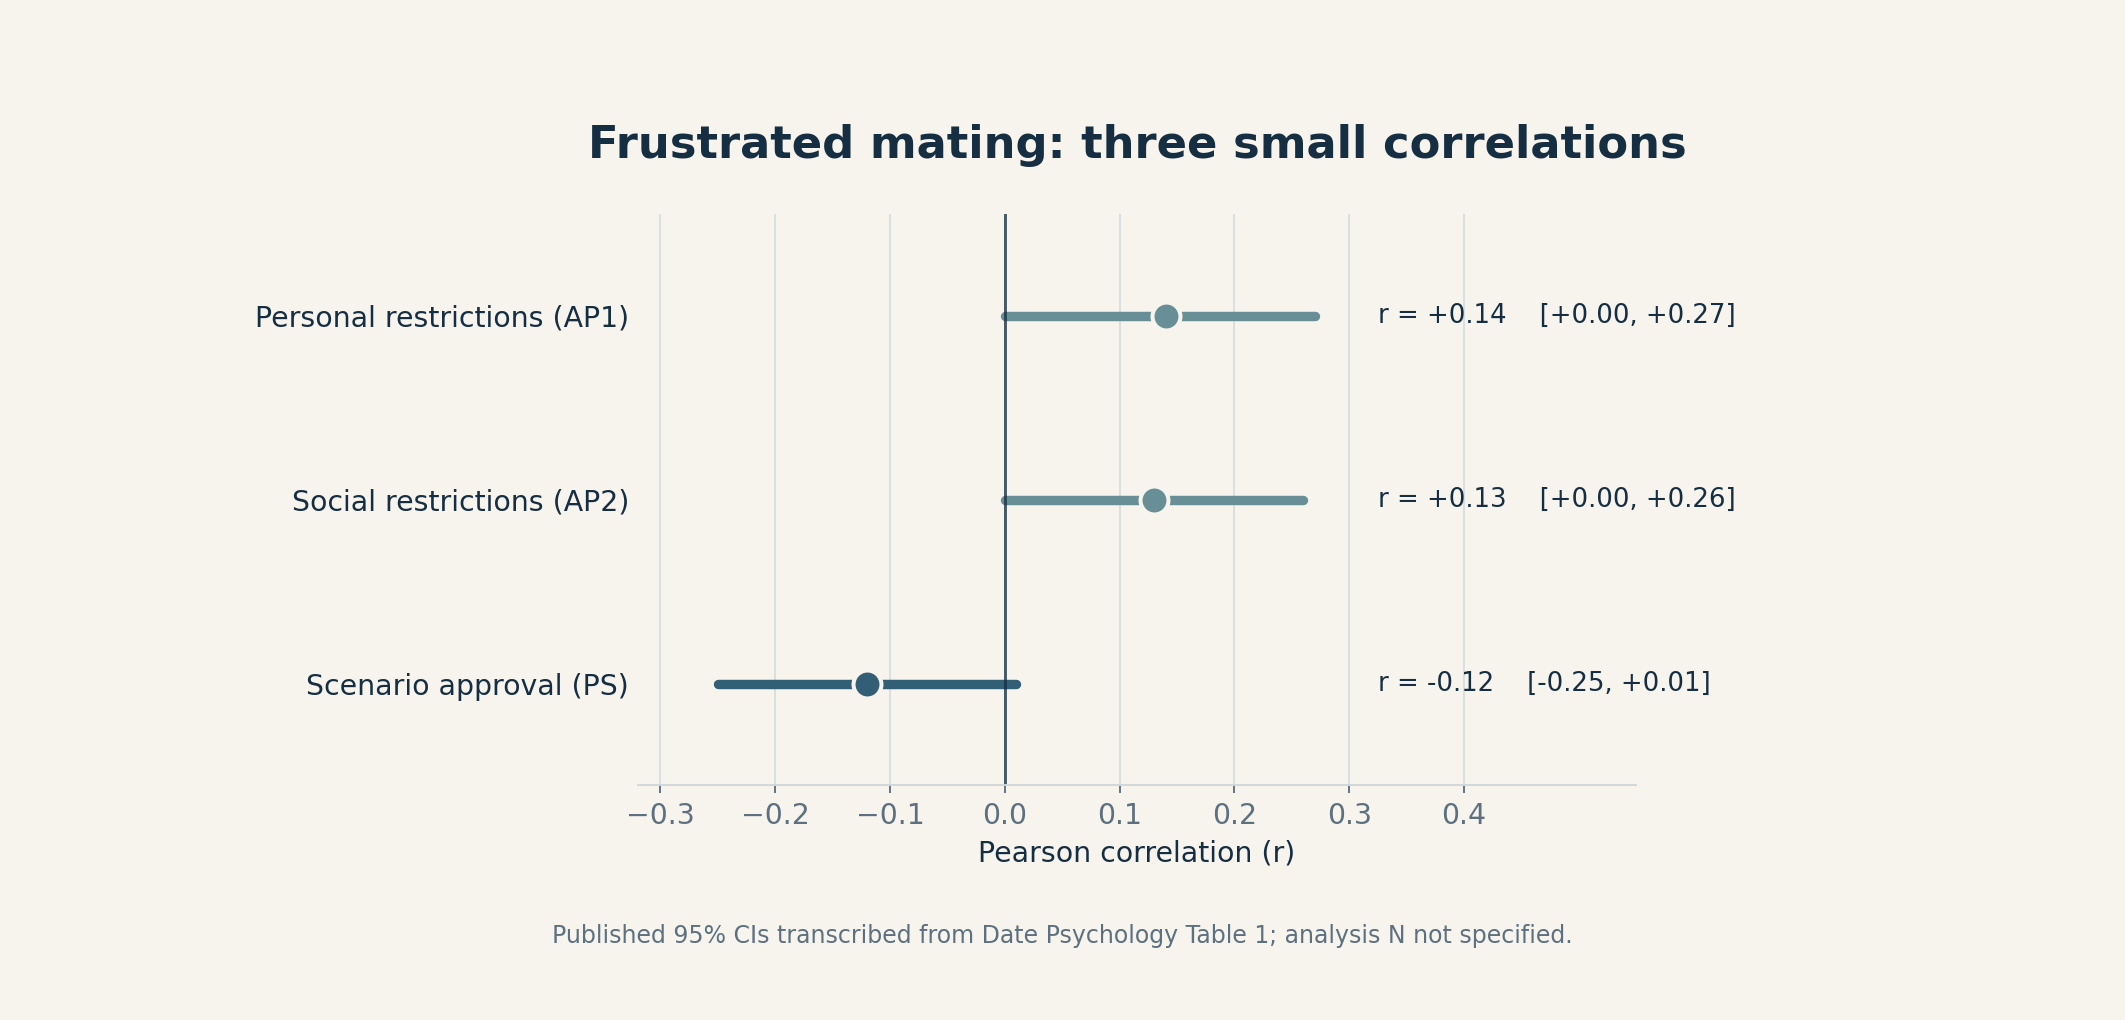 Frustrated mating: three small correlations
Personal restrictions (AP1)
r = +0.14 [+0.00, +0.27]
Social restrictions (AP2)
r = +0.13 [+0.00, +0.26]
Scenario approval (PS)
r = -0.12 [-0.25, +0.01]
−0.3 −0.2 −0.1 0.0 0.1 0.2 0.3 0.4
Pearson correlation (r)
Published 95% CIs transcribed from Date Psychology Table 1; analysis N not specified.